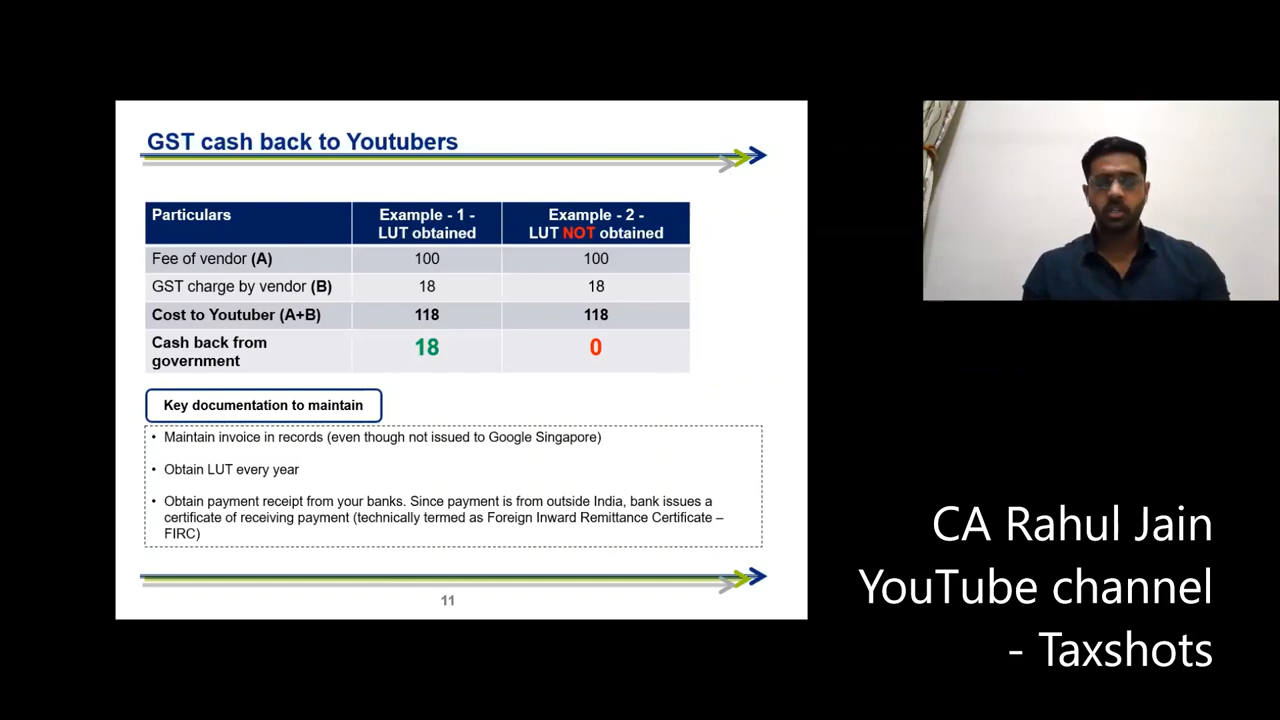 GST cash back to Youtubers
Particulars
Example - 1 -
LUT obtained
Example - 2 -
LUT NOT obtained
Fee of vendor (A)
100
100
GST charge by vendor (B)
18
18
Cost to Youtuber (A+B)
118
118
Cash back from
government
18
0
Key documentation to maintain
• Maintain invoice in records (even though not issued to Google Singapore)
• Obtain LUT every year
• Obtain payment receipt from your banks. Since payment is from outside India, bank issues a
certificate of receiving payment (technically termed as Foreign Inward Remittance Certificate –
FIRC)
11
CA Rahul Jain
YouTube channel
- Taxshots